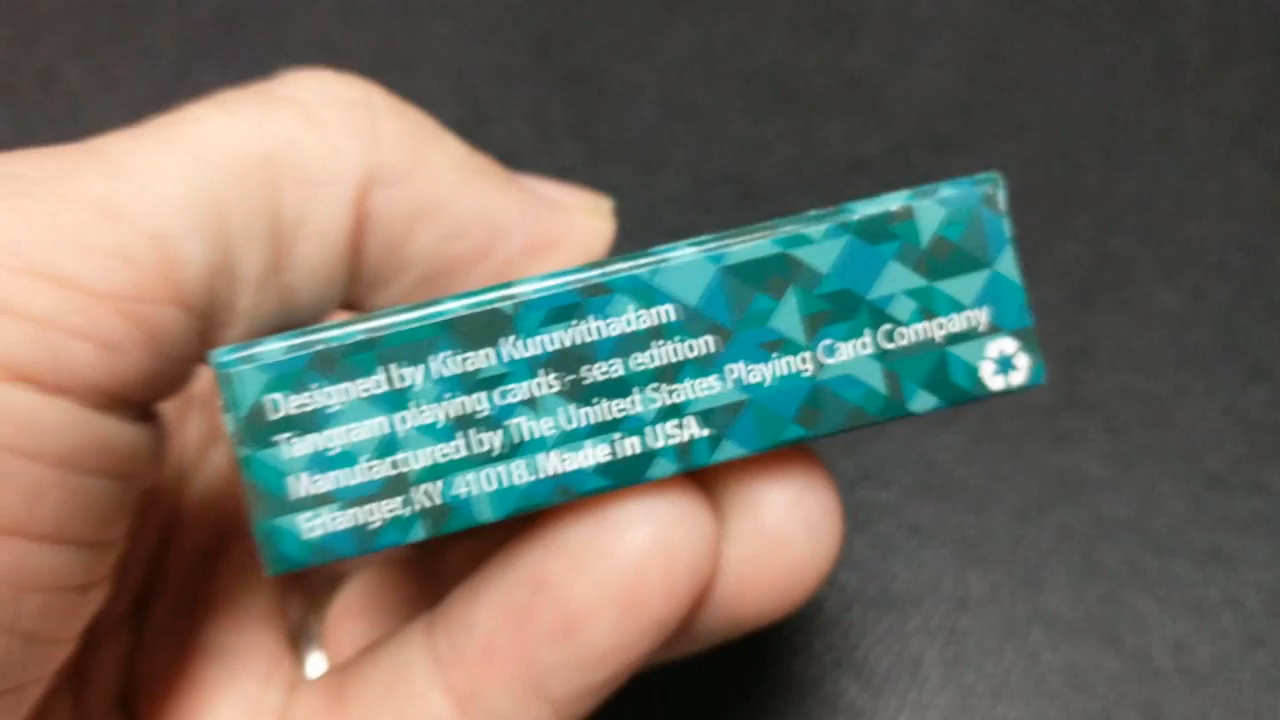 Designed by Kiran Kuruvithadam
Tangram playing cards - sea edition
Manufactured by The United States Playing Card Company
Erlanger, KY 41018. Made in USA.